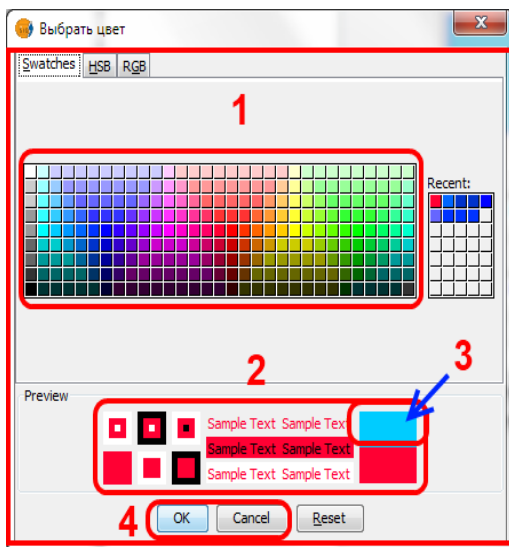 Выбрать цвет
Swatches HSB RGB
1
Recent:
2
3
Preview
Sample Text Sample Text
Sample Text Sample Text
Sample Text Sample Text
4
OK Cancel Reset